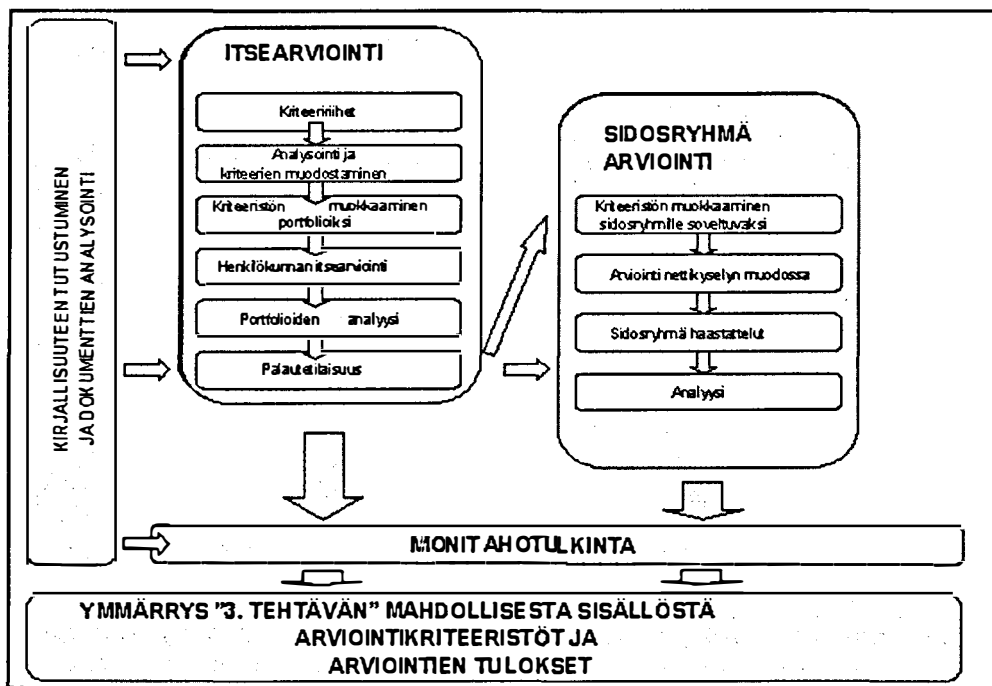 KIRJALLISUUTEEN TUTUSTUMINEN
JA DOKUMENTTIEN ANALYSOINTI
ITSEARVIOINTI
Kriteeririihet
Analysointi ja
kriteerien muodostaminen
Kriteeristön muokkaaminen
portfolioiksi
Henkilökunnan itsearviointi
Portfolioiden analyysi
Palautetilaisuus
SIDOSRYHMÄ
ARVIOINTI
Kriteeristön muokkaaminen
sidosryhmille soveltuvaksi
Arviointi nettikyselyn muodossa
Sidosryhmä haastattelut
Analyysi
MONITAHOTULKINTA
YMMÄRRYS "3. TEHTÄVÄN" MAHDOLLISESTA SISÄLLÖSTÄ
ARVIOINTIKRITEERISTÖT JA
ARVIOINTIEN TULOKSET